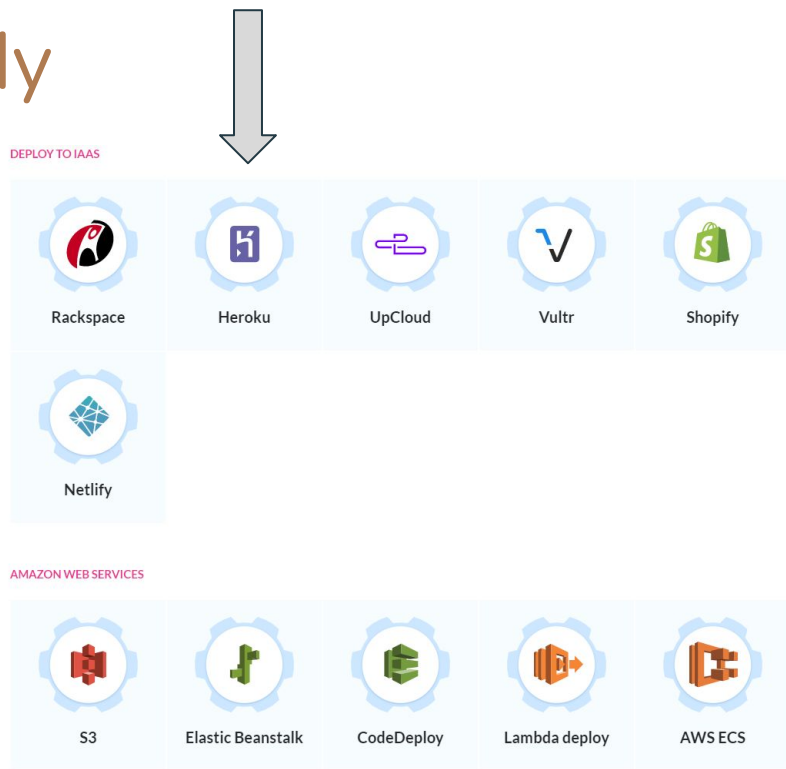 ly
DEPLOY TO IAAS
Rackspace Heroku UpCloud Vultr Shopify
Netlify
AMAZON WEB SERVICES
S3 Elastic Beanstalk CodeDeploy Lambda deploy AWS ECS